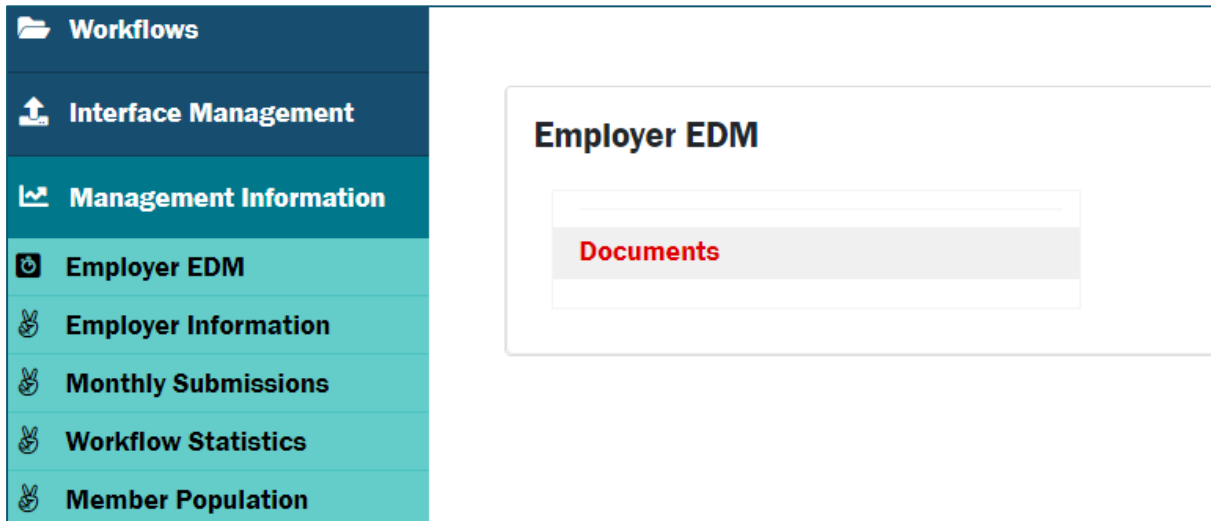 Workflows
Interface Management
Management Information
Employer EDM
Employer Information
Monthly Submissions
Workflow Statistics
Member Population
Employer EDM
Documents